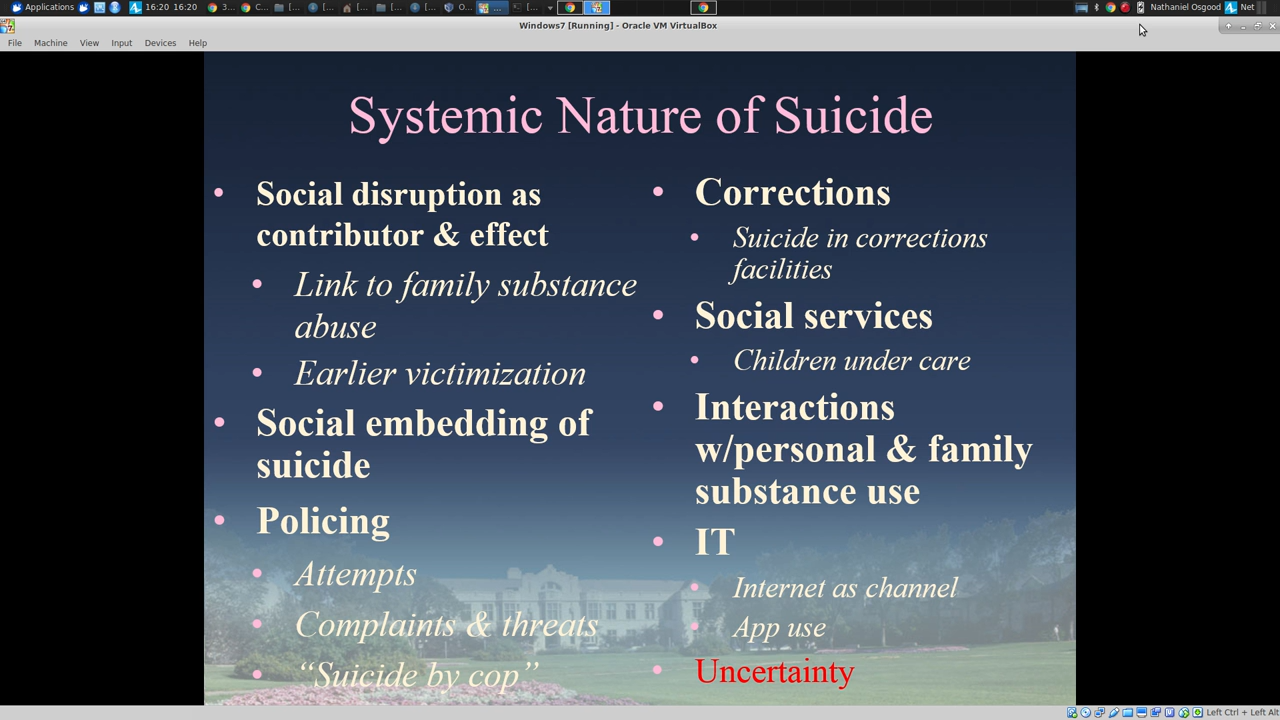 Applications
16:20 16:20
3...
C...
[...
[...
[...
[...
O...
...
[...
Nathaniel Osgood
Net
Windows7 [Running] - Oracle VM VirtualBox
File Machine View Input Devices Help
Systemic Nature of Suicide
• Social disruption as
contributor & effect
• Link to family substance
abuse
• Earlier victimization
• Social embedding of
suicide
• Policing
• Attempts
• Complaints & threats
• “Suicide by cop”
• Corrections
• Suicide in corrections
facilities
• Social services
• Children under care
• Interactions
w/personal & family
substance use
• IT
• Internet as channel
• App use
• Uncertainty
Left Ctrl + Left Alt